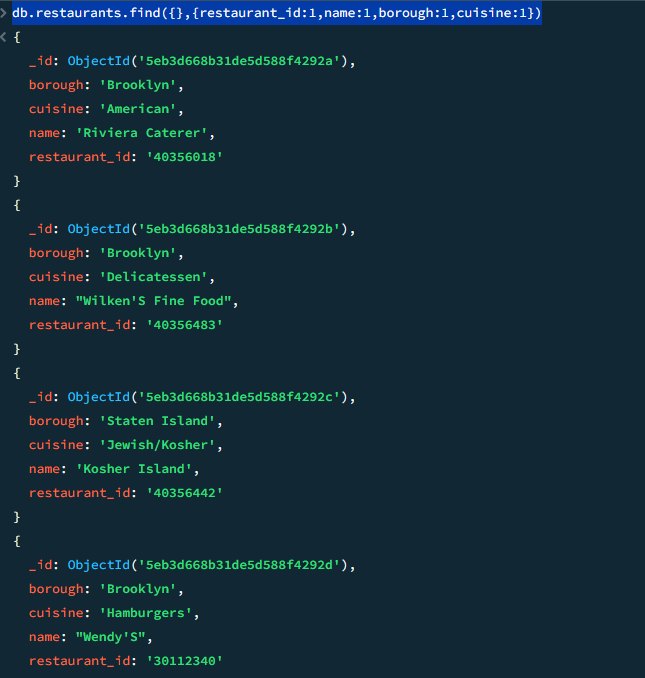 db.restaurants.find({},{restaurant_id:1,name:1,borough:1,cuisine:1})
{
_id: ObjectId('5eb3d668b31de5d588f4292a'),
borough: 'Brooklyn',
cuisine: 'American',
name: 'Riviera Caterer',
restaurant_id: '40356018'
}
{
_id: ObjectId('5eb3d668b31de5d588f4292b'),
borough: 'Brooklyn',
cuisine: 'Delicatessen',
name: "Wilken'S Fine Food",
restaurant_id: '40356483'
}
{
_id: ObjectId('5eb3d668b31de5d588f4292c'),
borough: 'Staten Island',
cuisine: 'Jewish/Kosher',
name: 'Kosher Island',
restaurant_id: '40356442'
}
{
_id: ObjectId('5eb3d668b31de5d588f4292d'),
borough: 'Brooklyn',
cuisine: 'Hamburgers',
name: "Wendy'S",
restaurant_id: '30112340'